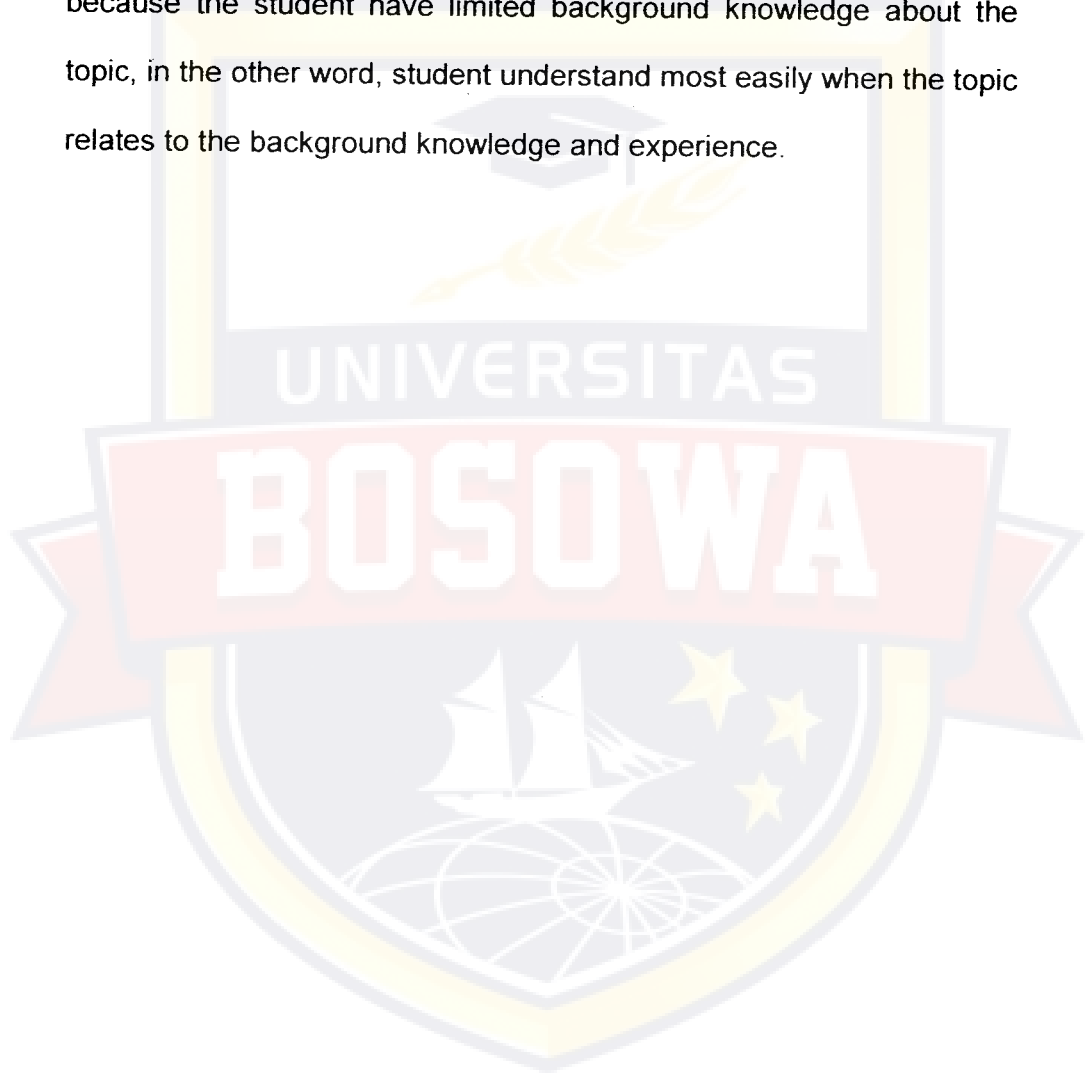 because the student have limited background knowledge about the
topic, in the other word, student understand most easily when the topic
relates to the background knowledge and experience.
UNIVERSITAS
BOSOWA